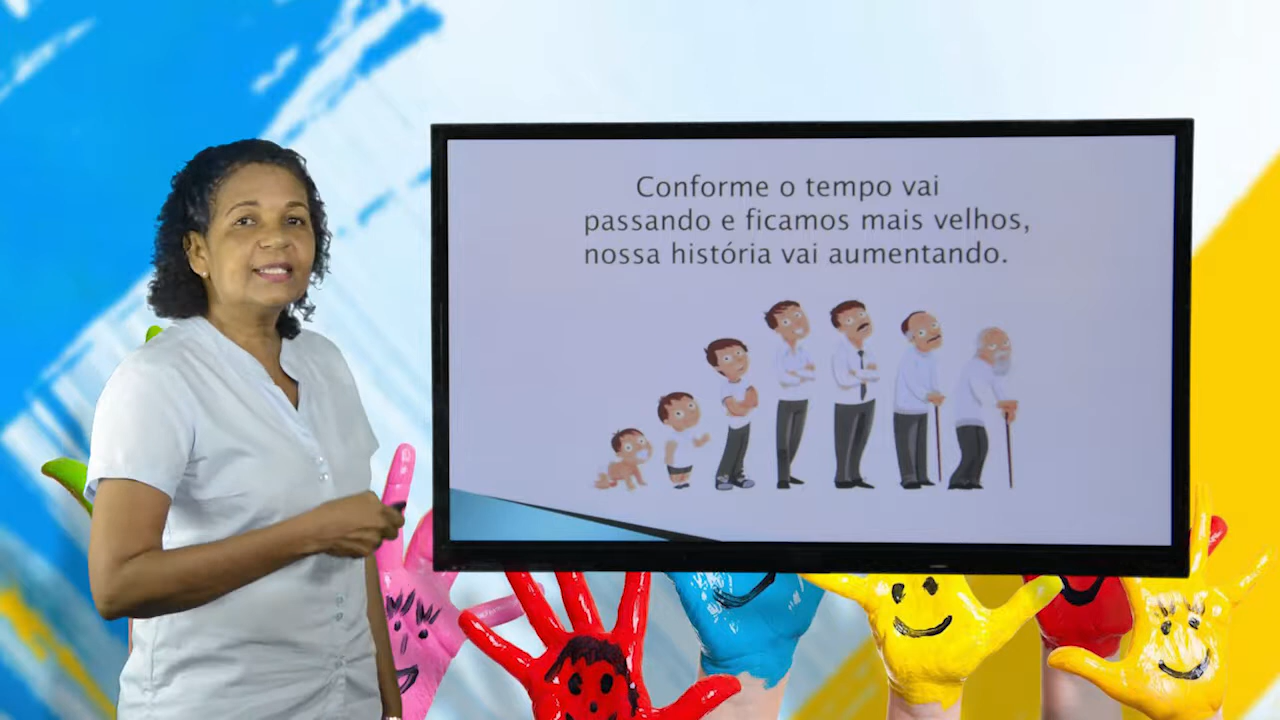 Conforme o tempo vai
passando e ficamos mais velhos,
nossa história vai aumentando.